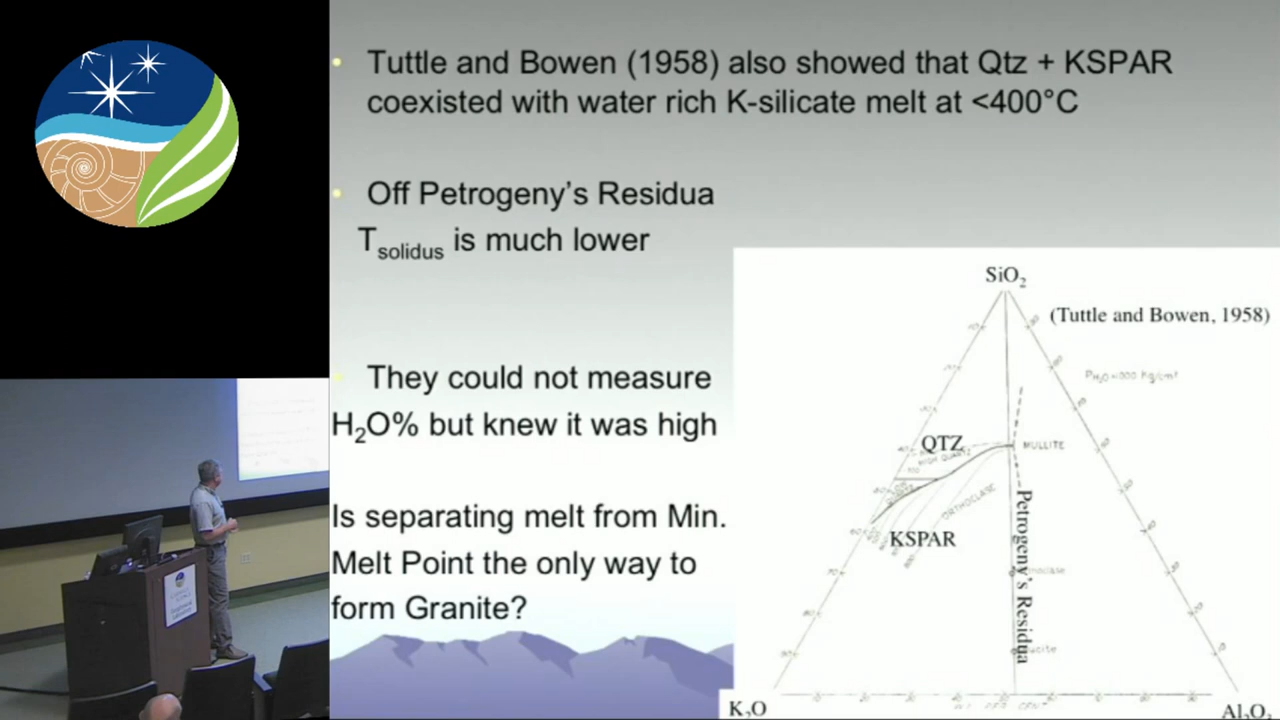 Tuttle and Bowen (1958) also showed that Qtz + KSPAR
coexisted with water rich K-silicate melt at <400°C
Off Petrogeny's Residua
Tsolidus is much lower
They could not measure
H₂O% but knew it was high
Is separating melt from Min.
Melt Point the only way to
form Granite?
SiO₂
(Tuttle and Bowen, 1958)
QTZ
MULLITE
ORTHOCLASE
KSPAR
Petrogeny's Residua
K₂O
Al₂O₃